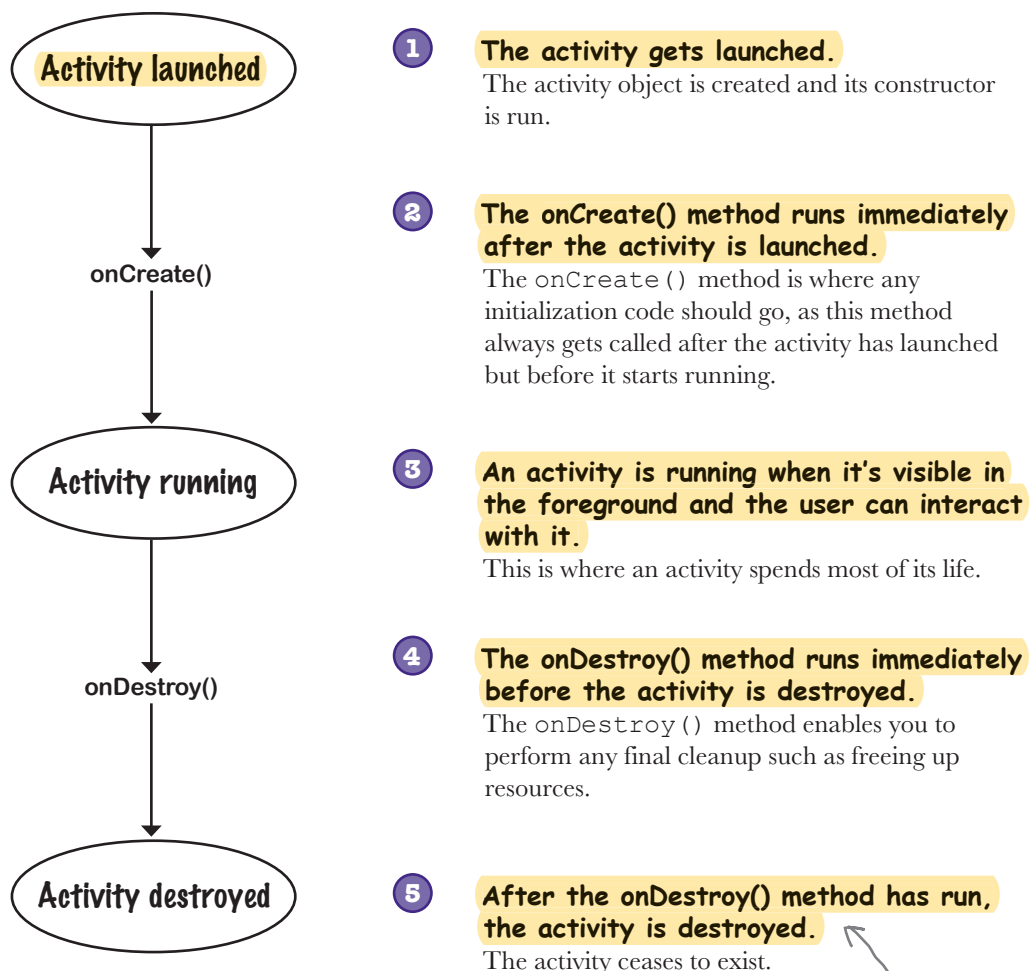 Activity launched
1
The activity gets launched.
The activity object is created and its constructor
is run.
2
The onCreate() method runs immediately
after the activity is launched.
onCreate()
The onCreate() method is where any
initialization code should go, as this method
always gets called after the activity has launched
but before it starts running.
Activity running
3
An activity is running when it's visible in
the foreground and the user can interact
with it.
This is where an activity spends most of its life.
4
The onDestroy() method runs immediately
before the activity is destroyed.
onDestroy()
The onDestroy() method enables you to
perform any final cleanup such as freeing up
resources.
Activity destroyed
5
After the onDestroy() method has run,
the activity is destroyed.
The activity ceases to exist.